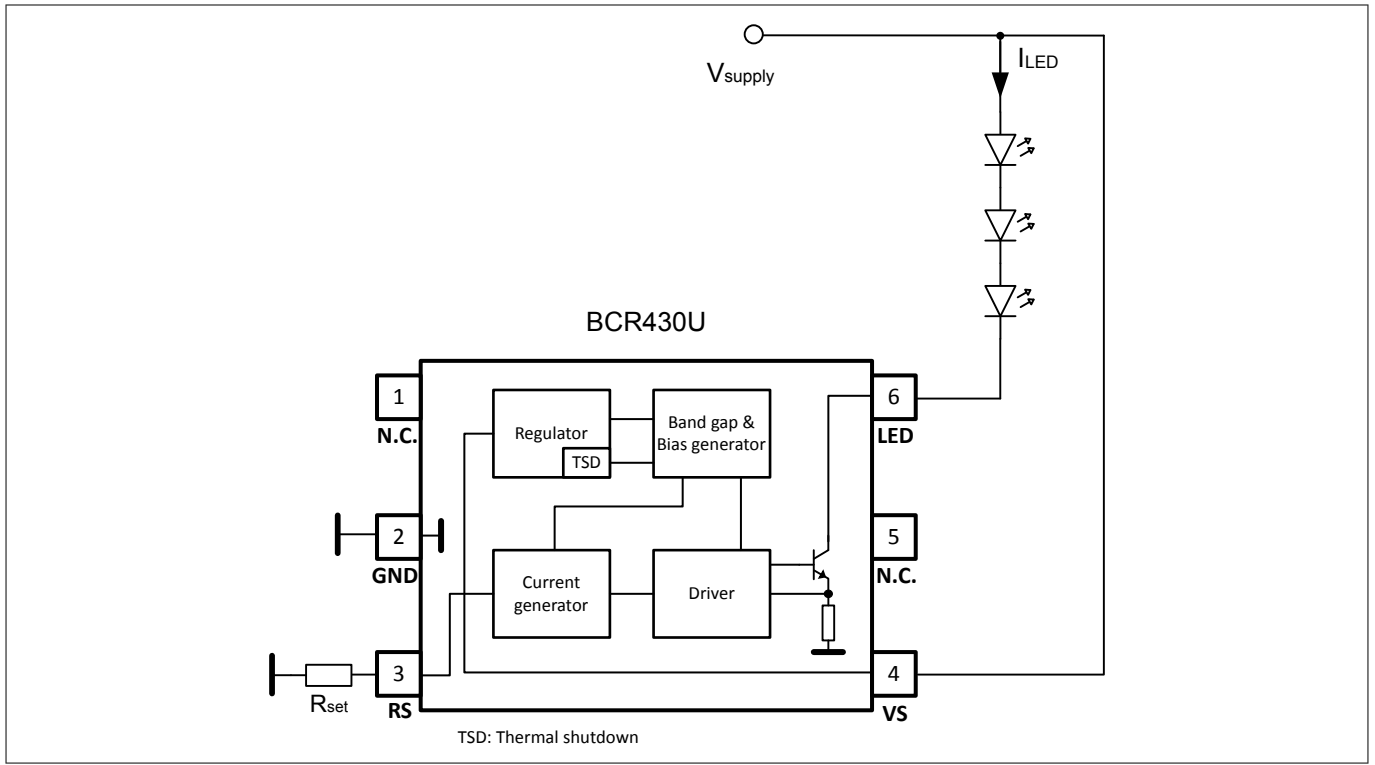 Vsupply
ILED
BCR430U
1
N.C.
Regulator
TSD
Band gap &
Bias generator
6
LED
2
GND
5
N.C.
Current
generator
Driver
3
RS
Rset
4
VS
TSD: Thermal shutdown